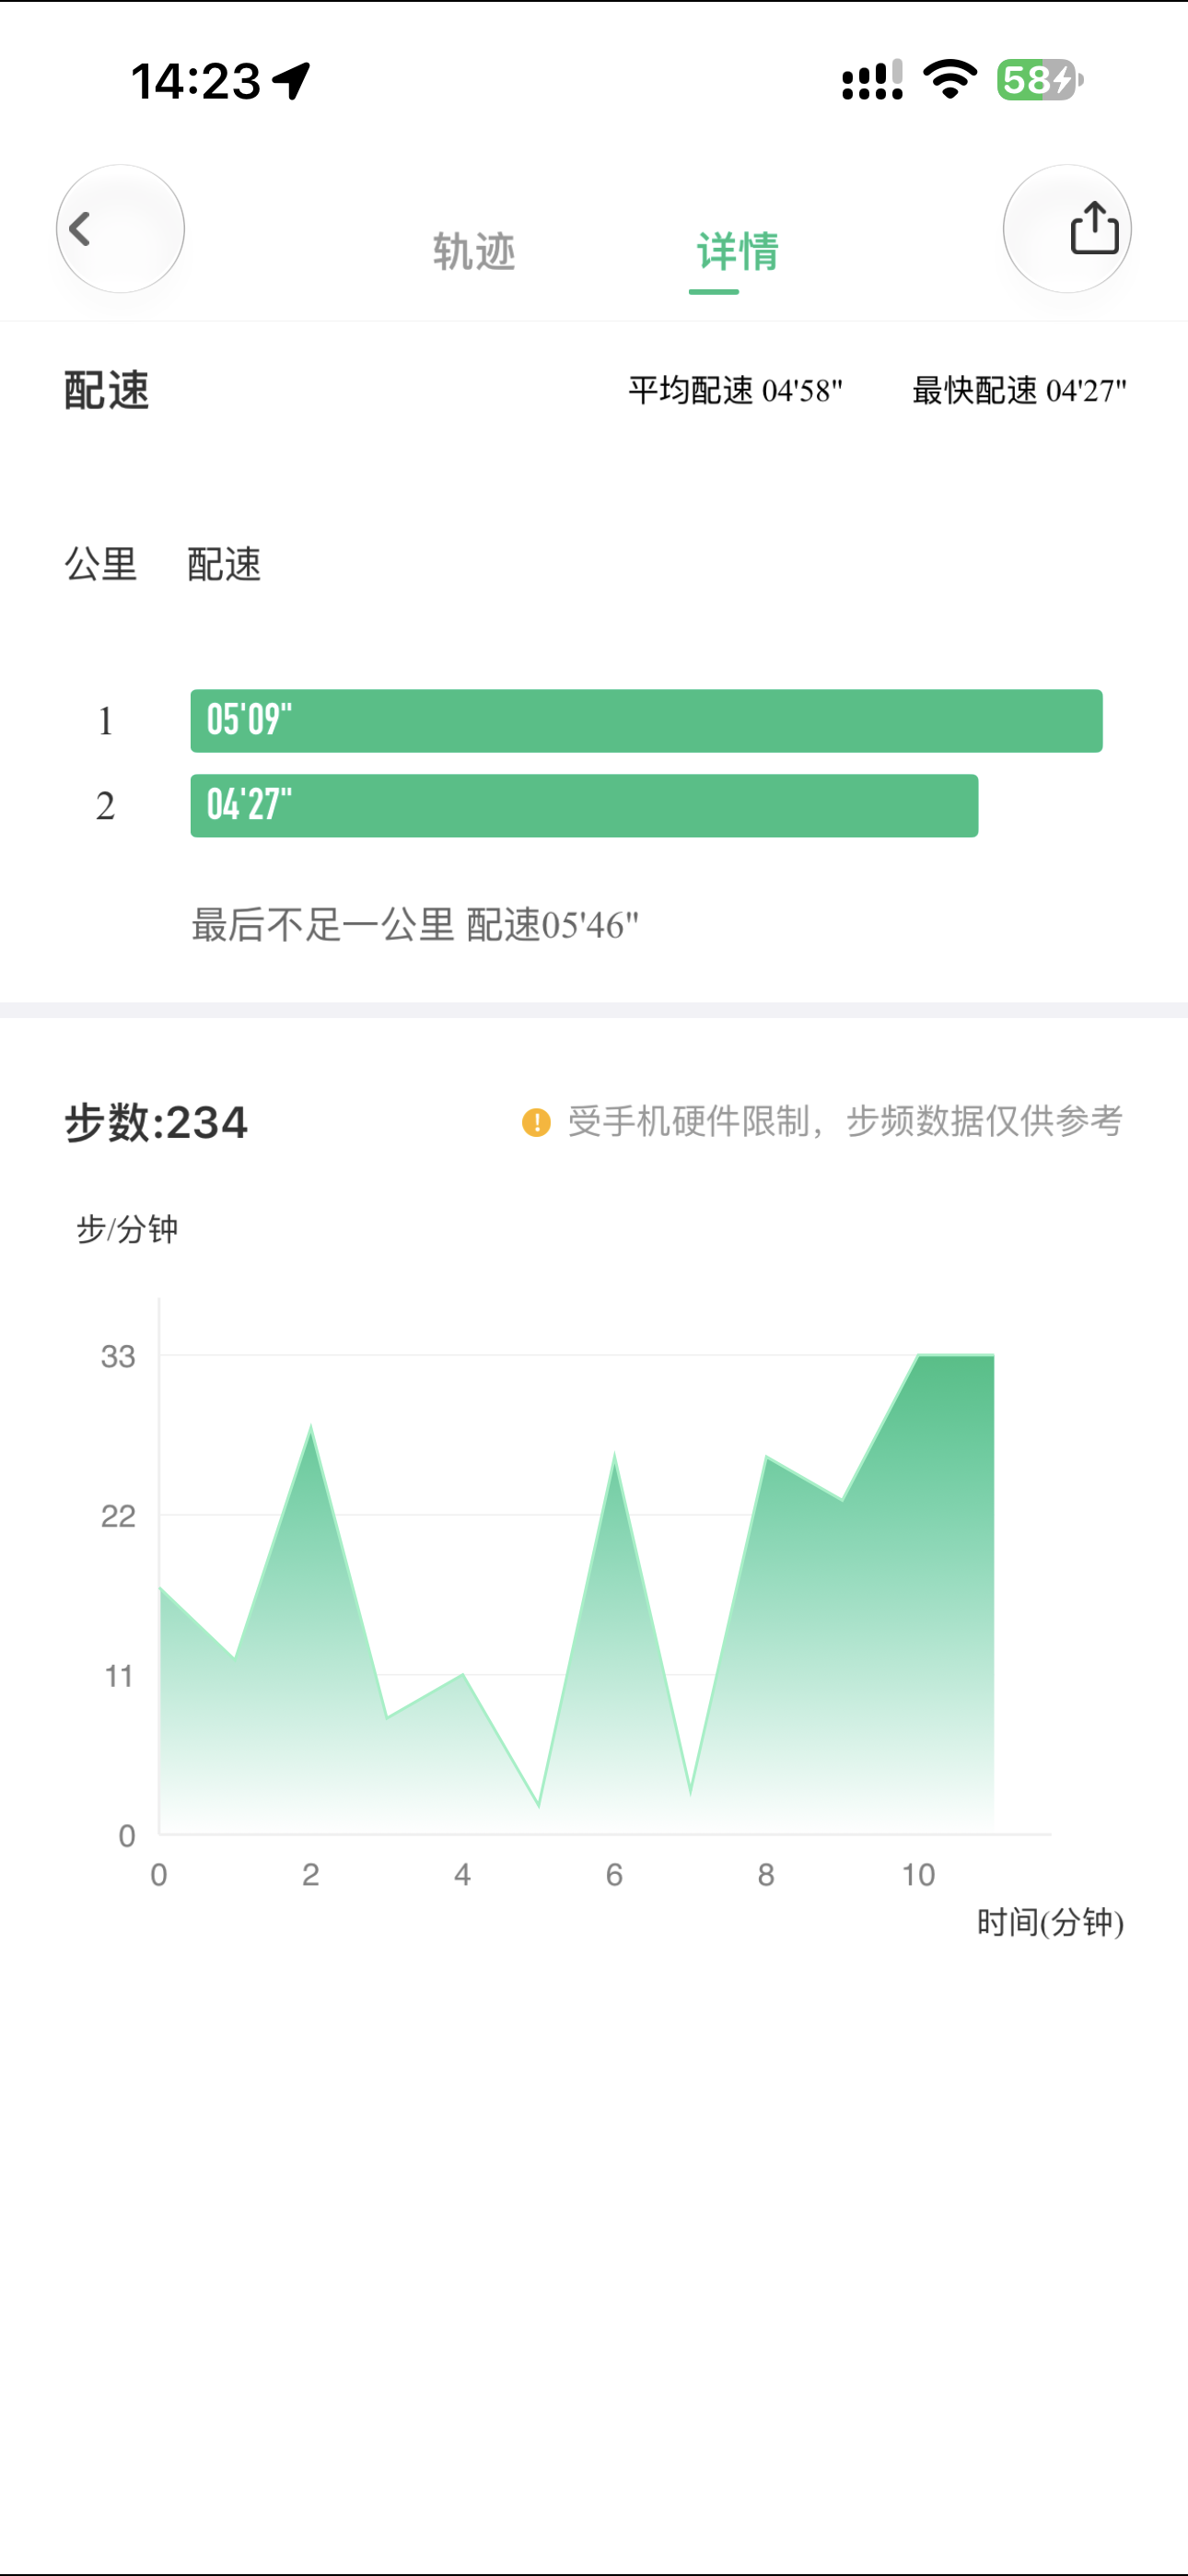 14:23
58
轨迹 详情
配速 平均配速 04'58" 最快配速 04'27"
公里 配速
1 05'09"
2 04'27"
最后不足一公里 配速05'46"
步数:234 受手机硬件限制，步频数据仅供参考
步/分钟
33
22
11
0
0 2 4 6 8 10
时间(分钟)